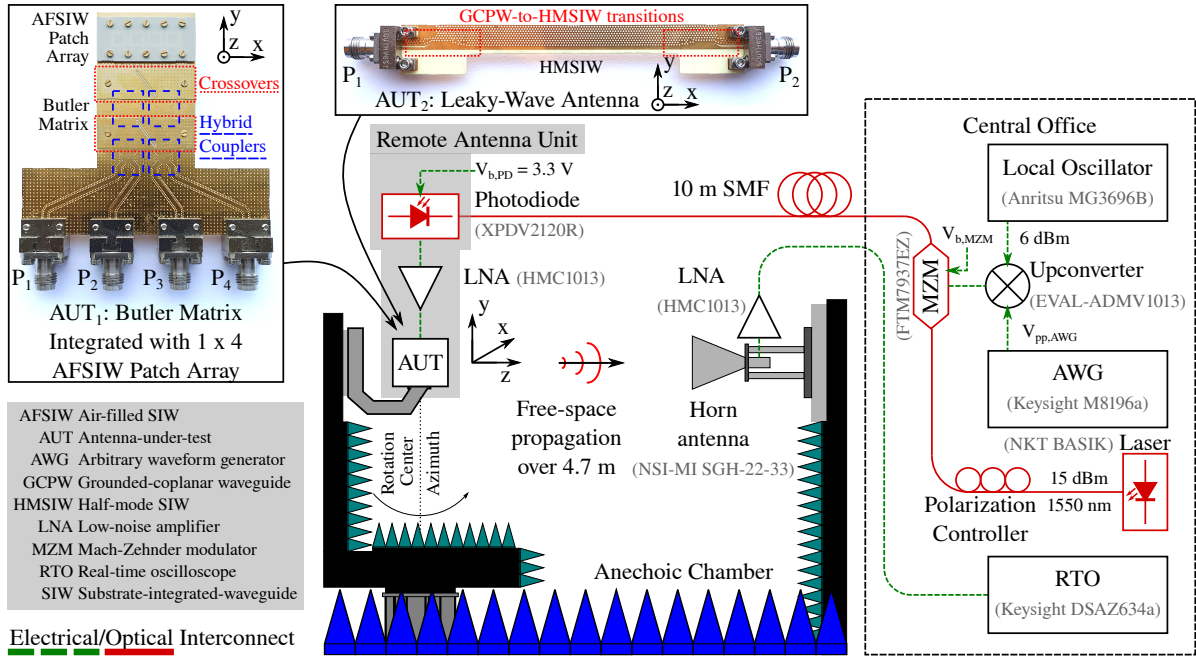 AFSIW
Patch
Array
y
z
x
Crossovers
Butler
Matrix
Hybrid
Couplers
P1
P2
P3
P4
AUT1: Butler Matrix
Integrated with 1 x 4
AFSIW Patch Array
GCPW-to-HMSIW transitions
P1
HMSIW
P2
AUT2: Leaky-Wave Antenna
y
z
x
Remote Antenna Unit
Vb,PD = 3.3 V
Photodiode
(XPDV2120R)
LNA (HMC1013)
AUT
y
x
z
Rotation
Center
Azimuth
Free-space
propagation
over 4.7 m
LNA
(HMC1013)
Horn
antenna
(NSI-MI SGH-22-33)
Anechoic Chamber
10 m SMF
Central Office
Local Oscillator
(Anritsu MG3696B)
6 dBm
Vb,MZM
(FTM7937EZ)
MZM
Upconverter
(EVAL-ADMV1013)
Vpp,AWG
AWG
(Keysight M8196a)
(NKT BASIK)
Laser
15 dBm
1550 nm
Polarization
Controller
RTO
(Keysight DSAZ634a)
AFSIW Air-filled SIW
AUT Antenna-under-test
AWG Arbitrary waveform generator
GCPW Grounded-coplanar waveguide
HMSIW Half-mode SIW
LNA Low-noise amplifier
MZM Mach-Zehnder modulator
RTO Real-time oscilloscope
SIW Substrate-integrated-waveguide
Electrical/Optical Interconnect